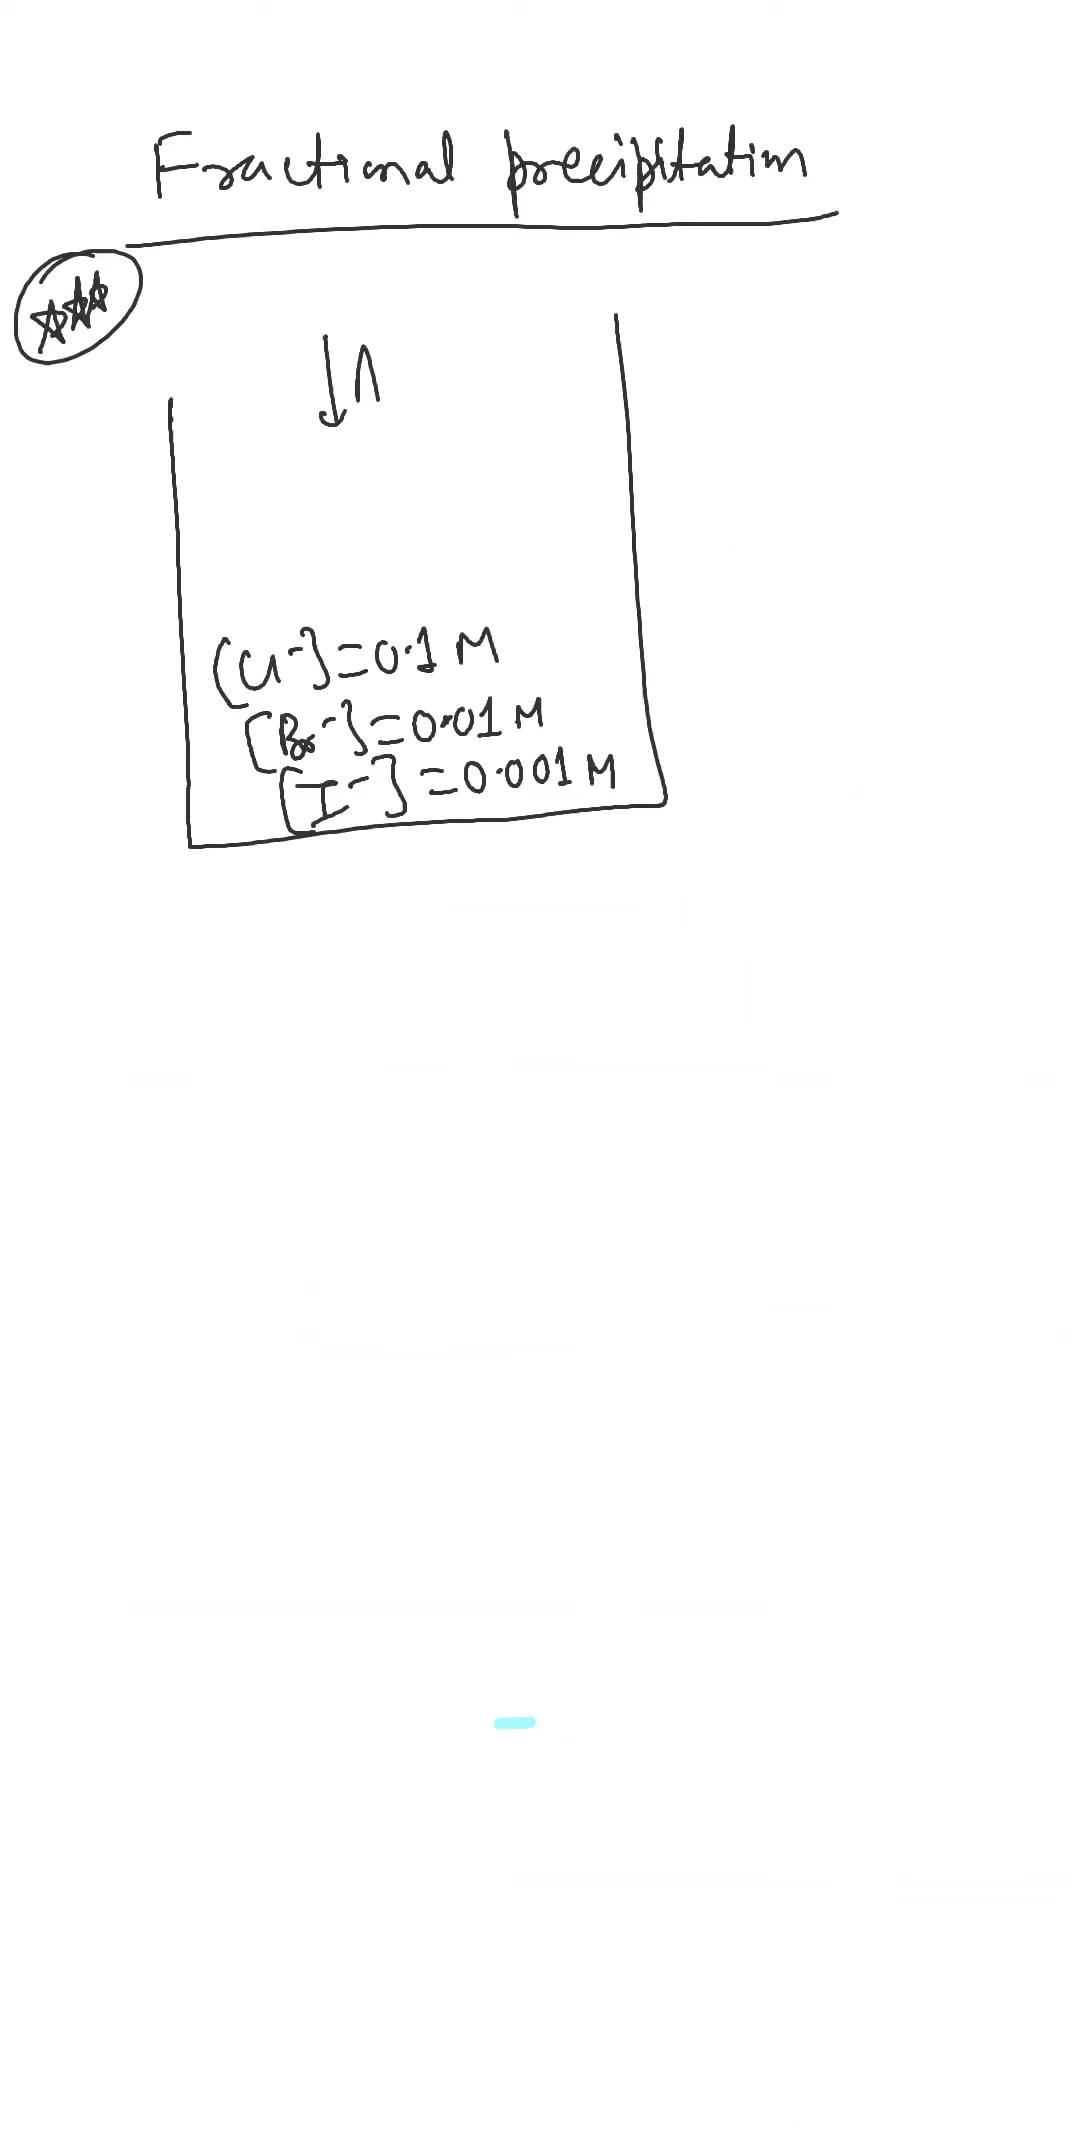 Fractional precipitation
[Cl⁻] = 0.1 M
[Br⁻] = 0.01 M
[I⁻] = 0.001 M